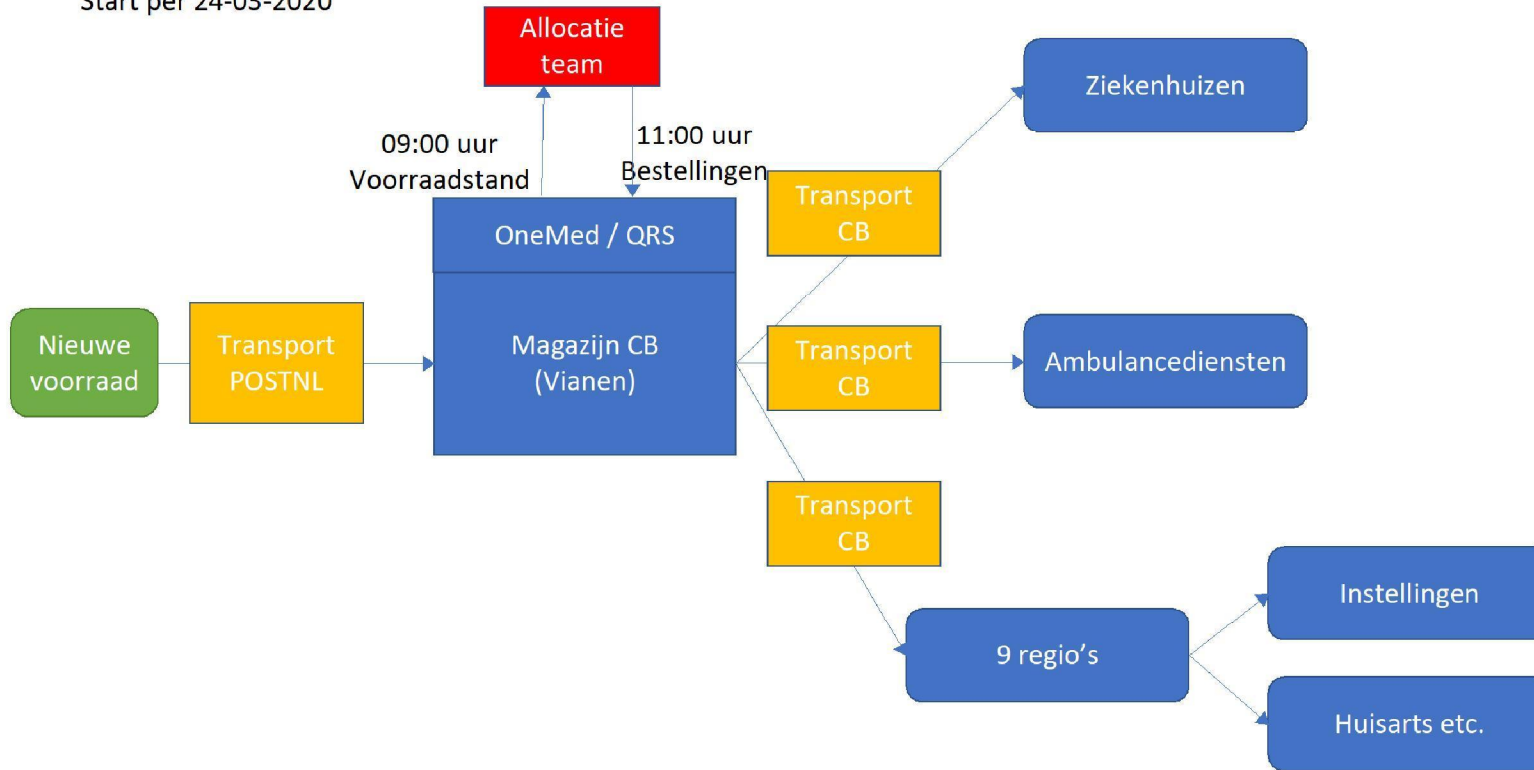 Start per 24-03-2020
Allocatie
team
09:00 uur
Voorraadstand
11:00 uur
Bestellingen
OneMed / QRS
Magazijn CB
(Vianen)
Nieuwe
voorraad
Transport
POSTNL
Transport
CB
Transport
CB
Transport
CB
Ziekenhuizen
Ambulancediensten
9 regio's
Instellingen
Huisarts etc.